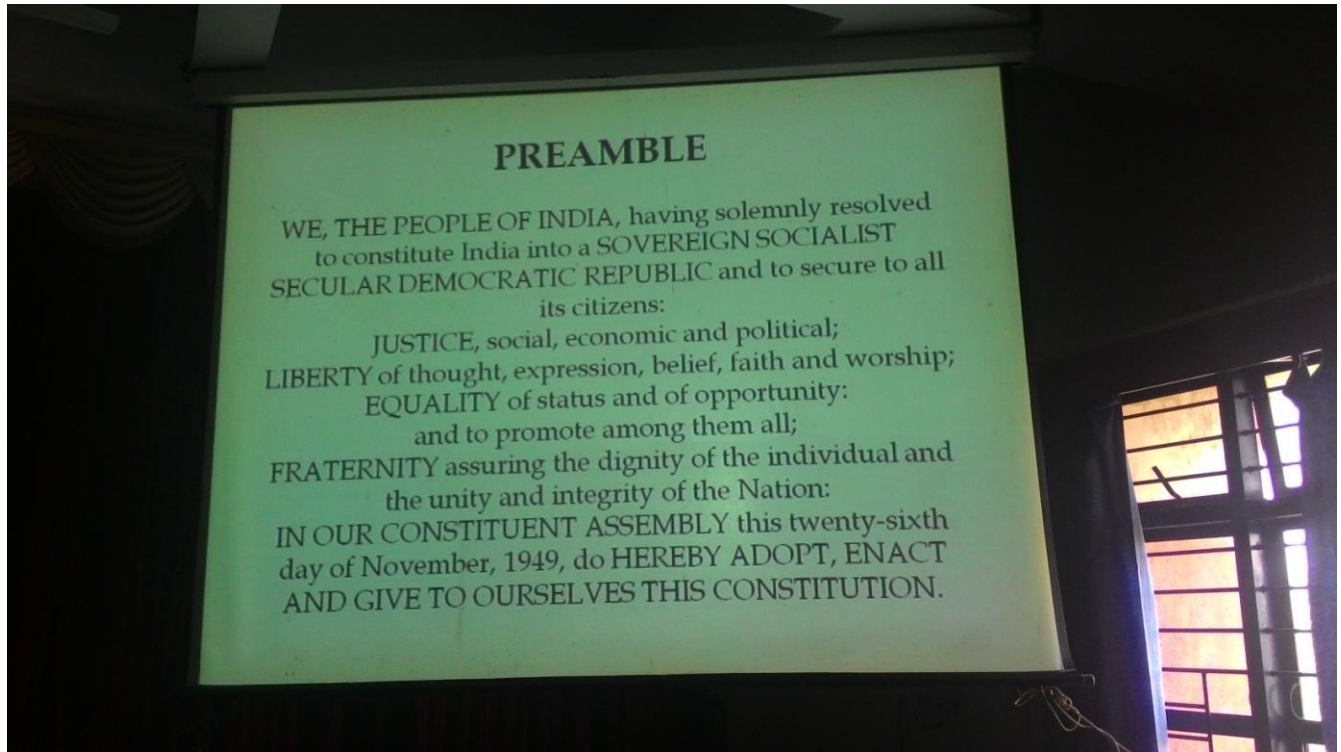 PREAMBLE
WE, THE PEOPLE OF INDIA, having solemnly resolved
to constitute India into a SOVEREIGN SOCIALIST
SECULAR DEMOCRATIC REPUBLIC and to secure to all
its citizens:
JUSTICE, social, economic and political;
LIBERTY of thought, expression, belief, faith and worship;
EQUALITY of status and of opportunity:
and to promote among them all;
FRATERNITY assuring the dignity of the individual and
the unity and integrity of the Nation:
IN OUR CONSTITUENT ASSEMBLY this twenty-sixth
day of November, 1949, do HEREBY ADOPT, ENACT
AND GIVE TO OURSELVES THIS CONSTITUTION.